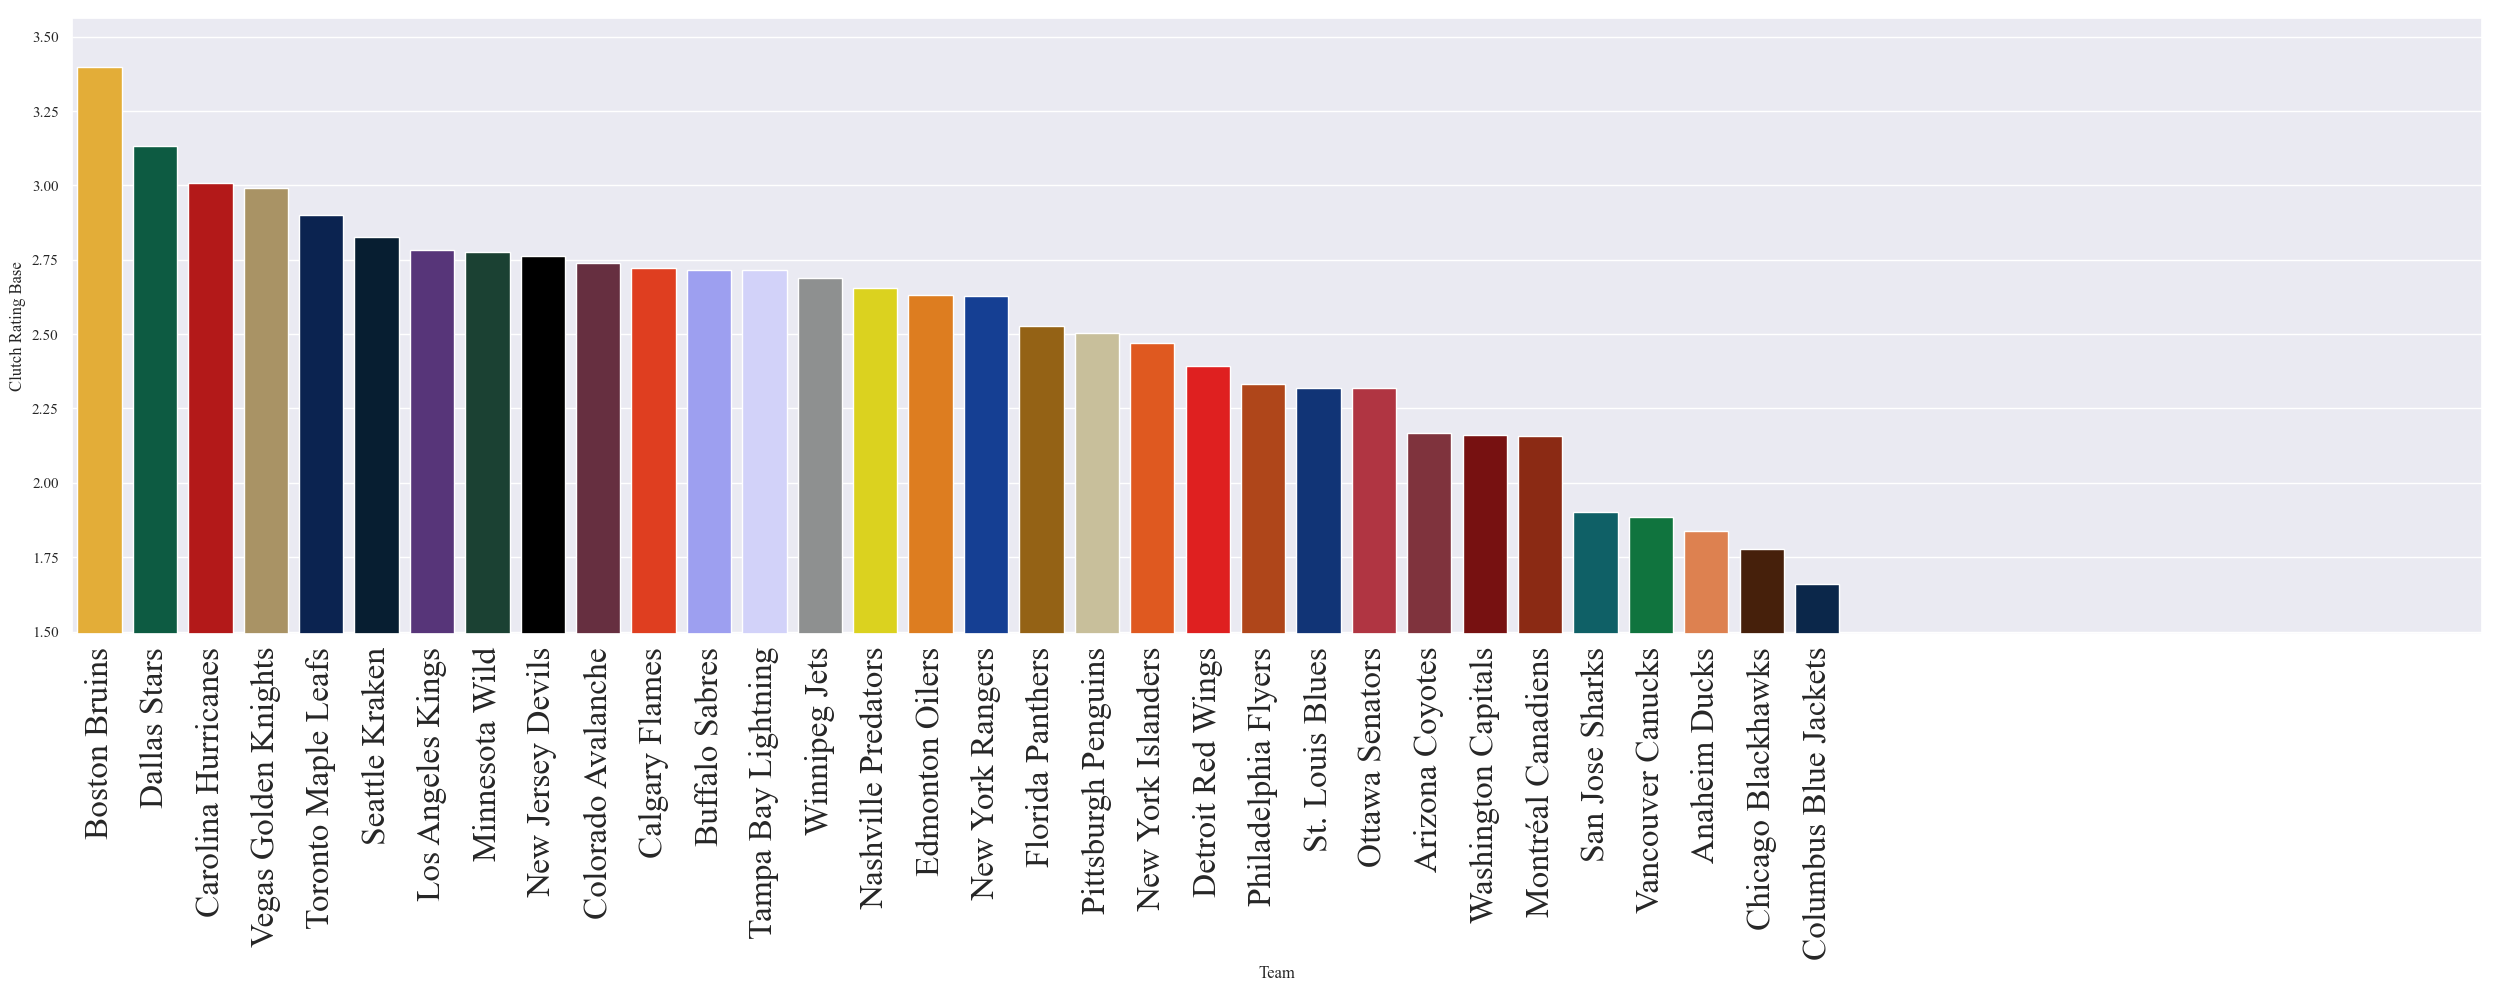 3.50
3.25
3.00
2.75
2.50
2.25
2.00
1.75
1.50
Clutch Rating Base
Boston Bruins
Dallas Stars
Carolina Hurricanes
Vegas Golden Knights
Toronto Maple Leafs
Seattle Kraken
Los Angeles Kings
Minnesota Wild
New Jersey Devils
Colorado Avalanche
Calgary Flames
Buffalo Sabres
Tampa Bay Lightning
Winnipeg Jets
Nashville Predators
Edmonton Oilers
New York Rangers
Florida Panthers
Pittsburgh Penguins
New York Islanders
Detroit Red Wings
Philadelphia Flyers
St. Louis Blues
Ottawa Senators
Arizona Coyotes
Washington Capitals
Montréal Canadiens
San Jose Sharks
Vancouver Canucks
Anaheim Ducks
Chicago Blackhawks
Columbus Blue Jackets
Team